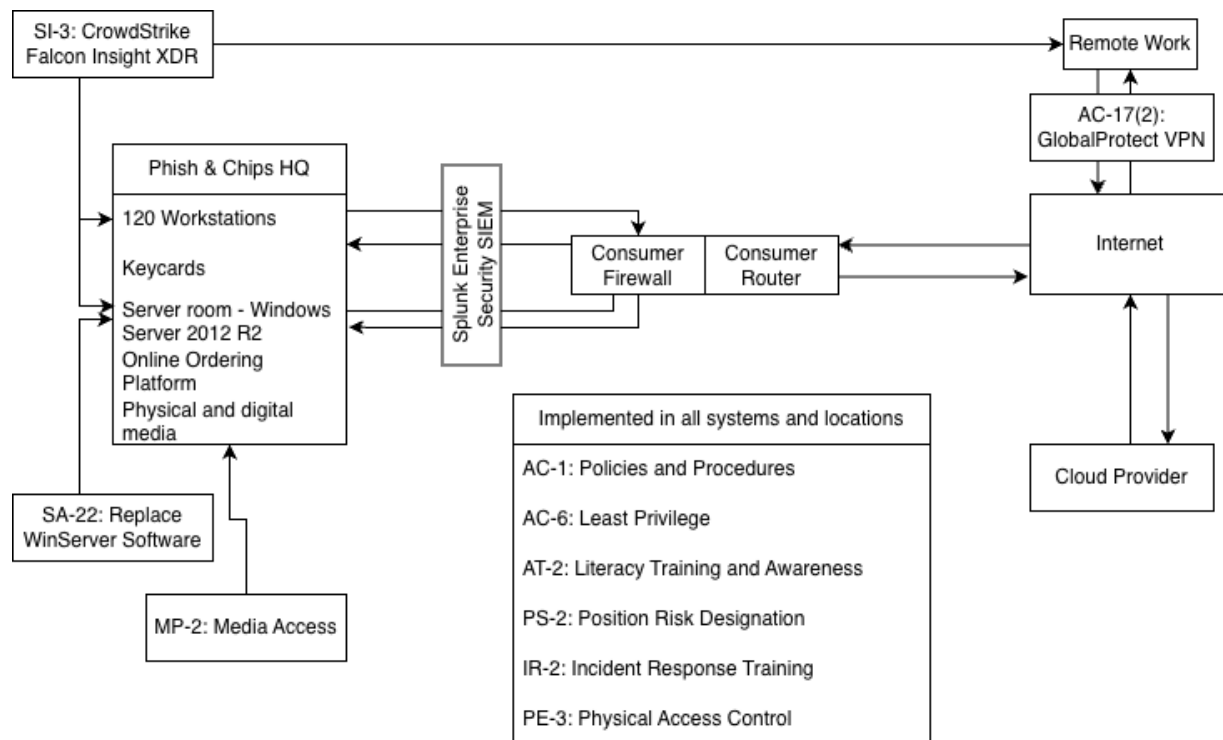 SI-3: CrowdStrike
Falcon Insight XDR
Remote Work
AC-17(2):
GlobalProtect VPN
Phish & Chips HQ
120 Workstations
Keycards
Server room - Windows
Server 2012 R2
Online Ordering
Platform
Physical and digital
media
Splunk Enterprise
Security SIEM
Consumer
Firewall
Consumer
Router
Internet
Implemented in all systems and locations
AC-1: Policies and Procedures
AC-6: Least Privilege
AT-2: Literacy Training and Awareness
PS-2: Position Risk Designation
IR-2: Incident Response Training
PE-3: Physical Access Control
Cloud Provider
SA-22: Replace
WinServer Software
MP-2: Media Access